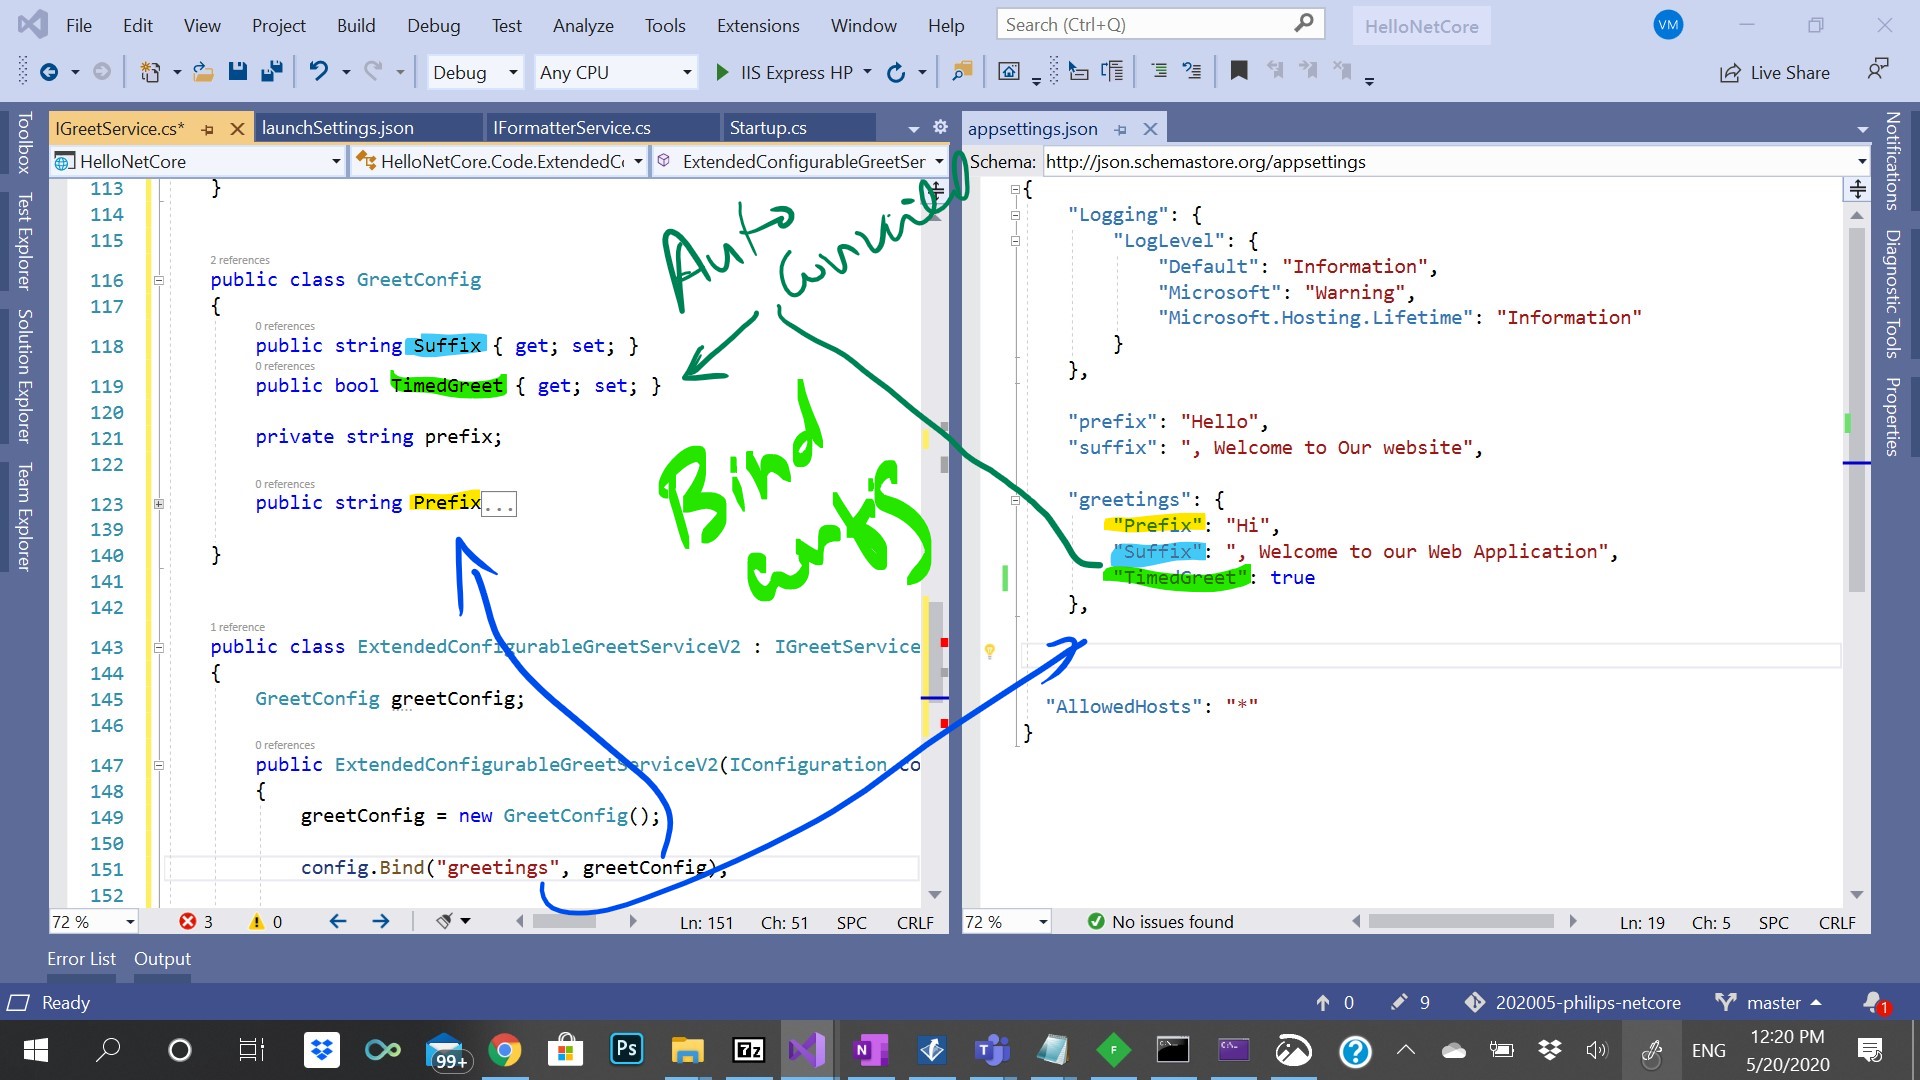 File Edit View Project Build Debug Test Analyze Tools Extensions Window Help Search (Ctrl+Q) HelloNetCore VM
Debug Any CPU IIS Express HP Live Share
IGreetService.cs* launchSettings.json IFormatterService.cs Startup.cs
HelloNetCore HelloNetCore.Code.ExtendedCo ExtendedConfigurableGreetSer
113 }
114
115
2 references
116 public class GreetConfig
117 {
0 references
118 public string Suffix { get; set; }
0 references
119 public bool TimedGreet { get; set; }
120
121 private string prefix;
122
0 references
123 public string Prefix...
139
140 }
141
142
1 reference
143 public class ExtendedConfigurableGreetServiceV2 : IGreetService
144 {
145 GreetConfig greetConfig;
146
0 references
147 public ExtendedConfigurableGreetServiceV2(IConfiguration co
148 {
149 greetConfig = new GreetConfig();
150
151 config.Bind("greetings", greetConfig);
152
Auto
Bind
configs
72 % 3 0 Ln: 151 Ch: 51 SPC CRLF
appsettings.json
Schema: http://json.schemastore.org/appsettings
{
"Logging": {
"LogLevel": {
"Default": "Information",
"Microsoft": "Warning",
"Microsoft.Hosting.Lifetime": "Information"
}
},
"prefix": "Hello",
"suffix": ", Welcome to Our website",
"greetings": {
"Prefix": "Hi",
"Suffix": ", Welcome to our Web Application",
"TimedGreet": true
},
"AllowedHosts": "*"
}
72 % No issues found Ln: 19 Ch: 5 SPC CRLF
Toolbox
Test Explorer
Solution Explorer
Team Explorer
Notifications
Diagnostic Tools
Properties
Error List Output
Ready 0 9 202005-philips-netcore master 1
99+ Ps 7z N T F C:\_ ? ENG 12:20 PM
5/20/2020